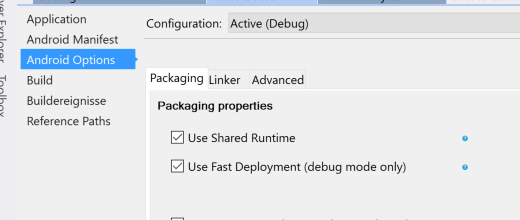 er Explorer
Toolbox
Application
Android Manifest
Android Options
Build
Buildereignisse
Reference Paths
Configuration: Active (Debug)
Packaging Linker Advanced
Packaging properties
Use Shared Runtime
Use Fast Deployment (debug mode only)